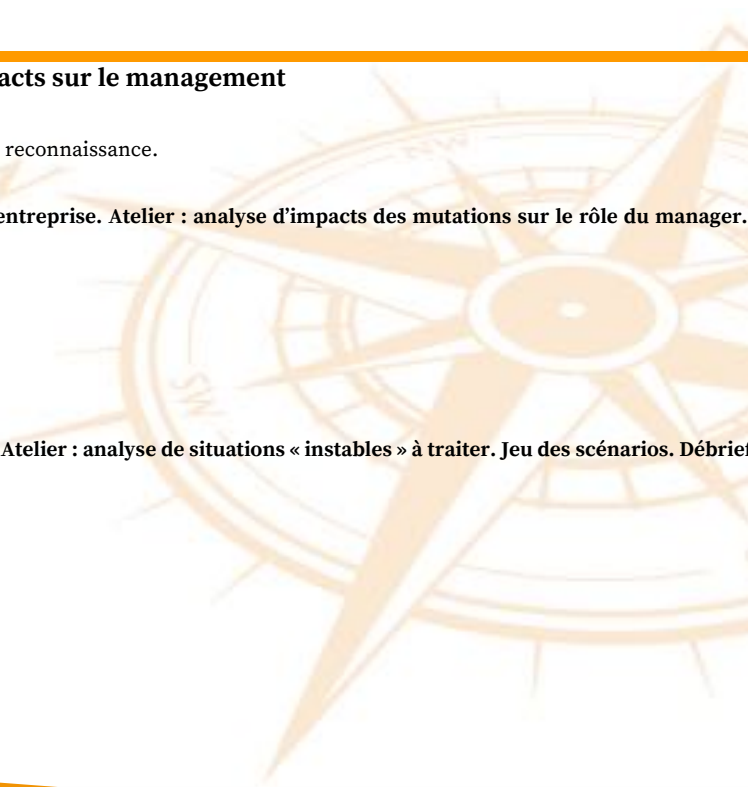 acts sur le management
reconnaissance.
entreprise. Atelier : analyse d’impacts des mutations sur le rôle du manager.
Atelier : analyse de situations « instables » à traiter. Jeu des scénarios. Débrief
SW